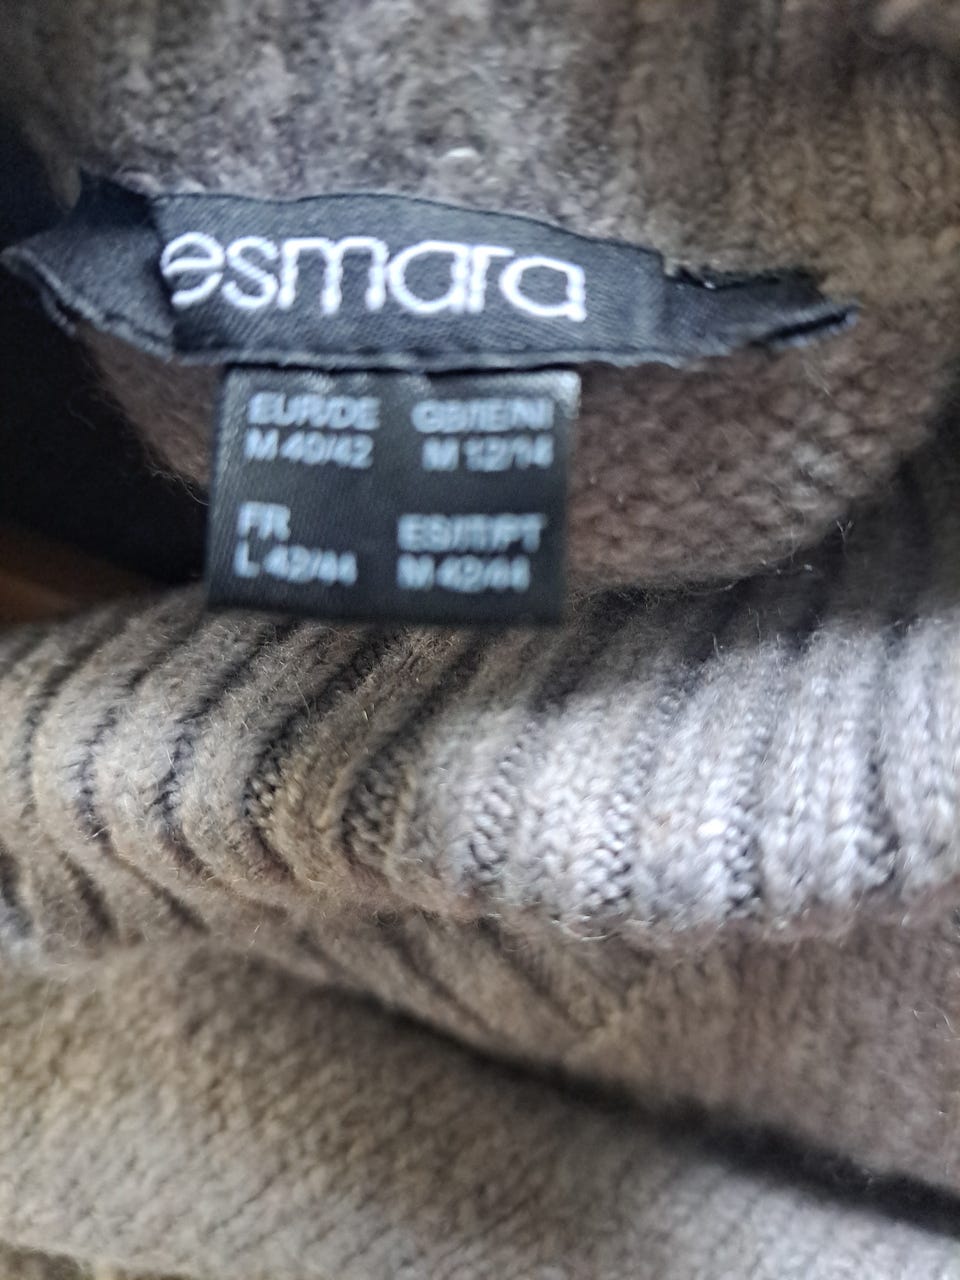 esmara
EUR/DE GB/IE/NI
M 40/42 M 12/14
FR ES/IT/PT
L 42/44 M 42/44